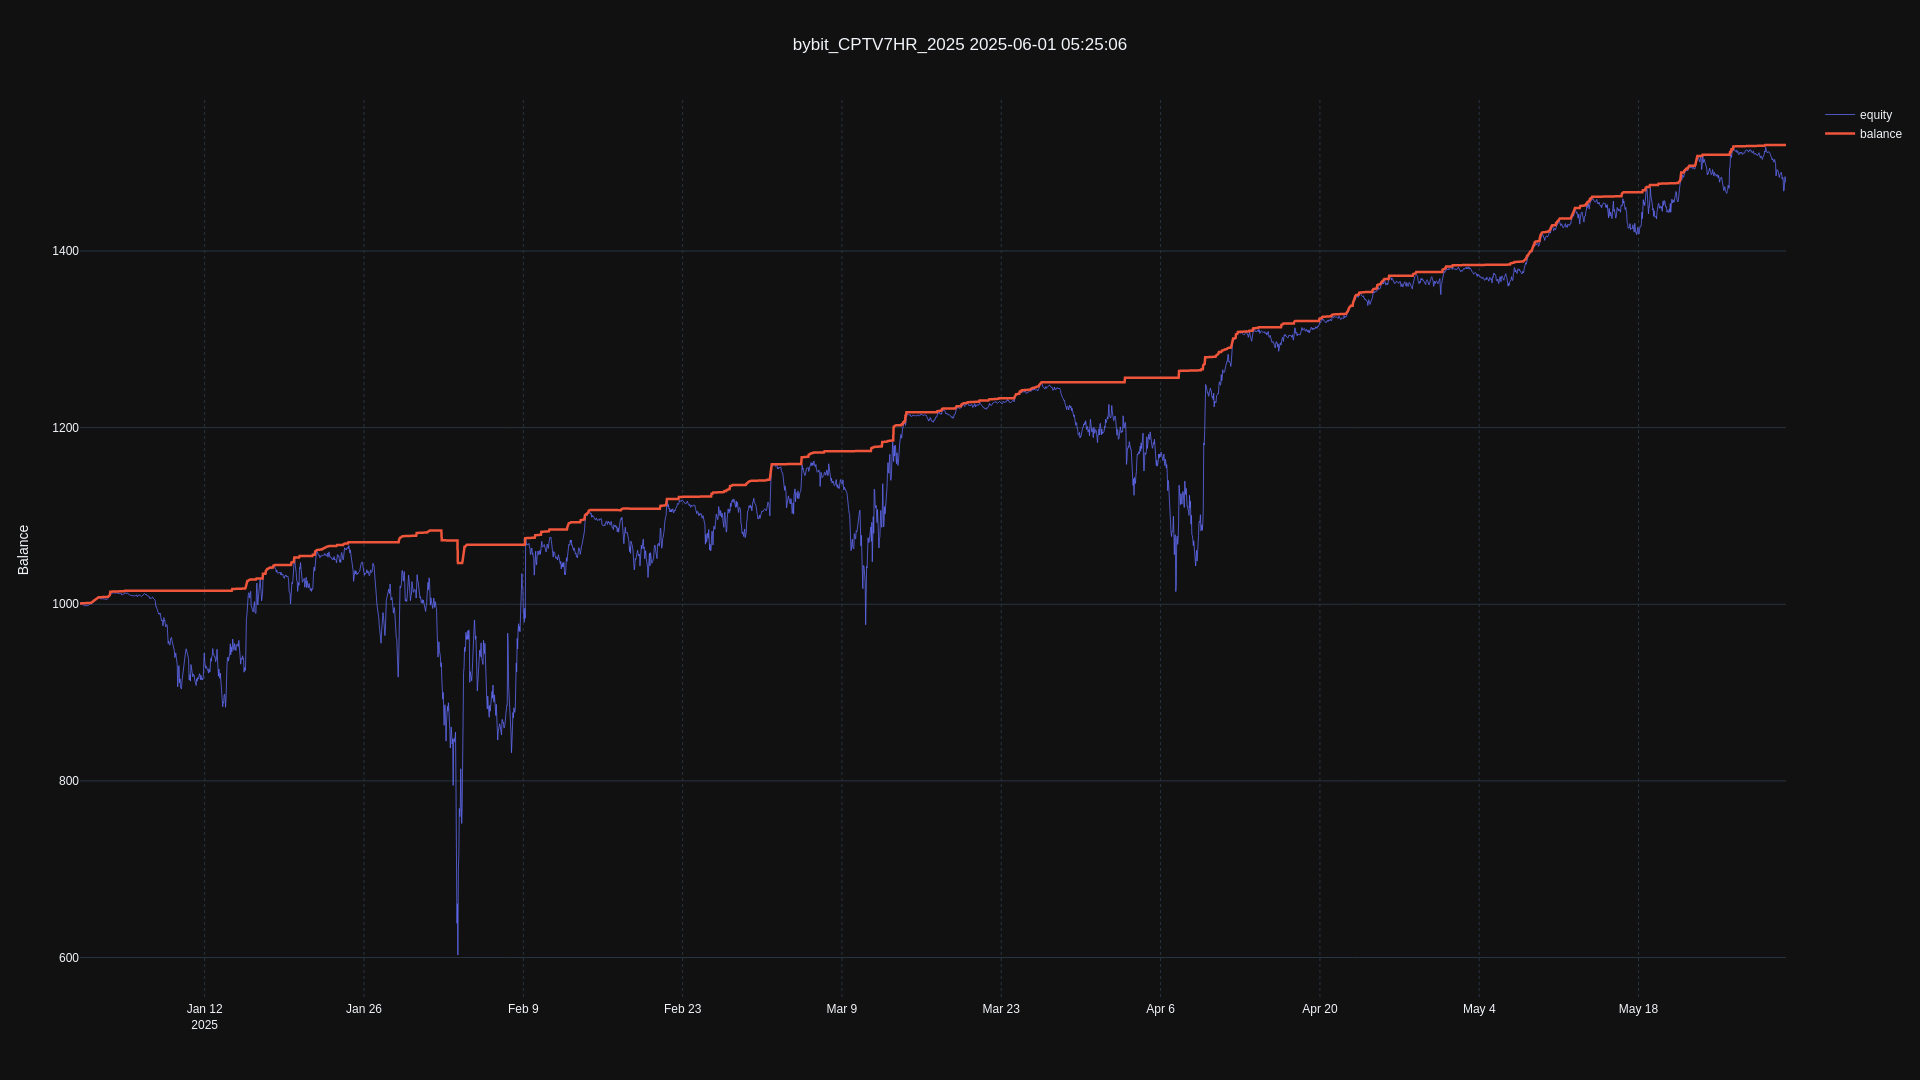 bybit_CPTV7HR_2025 2025-06-01 05:25:06
equity
balance
Balance
1400
1200
1000
800
600
Jan 12
2025
Jan 26
Feb 9
Feb 23
Mar 9
Mar 23
Apr 6
Apr 20
May 4
May 18